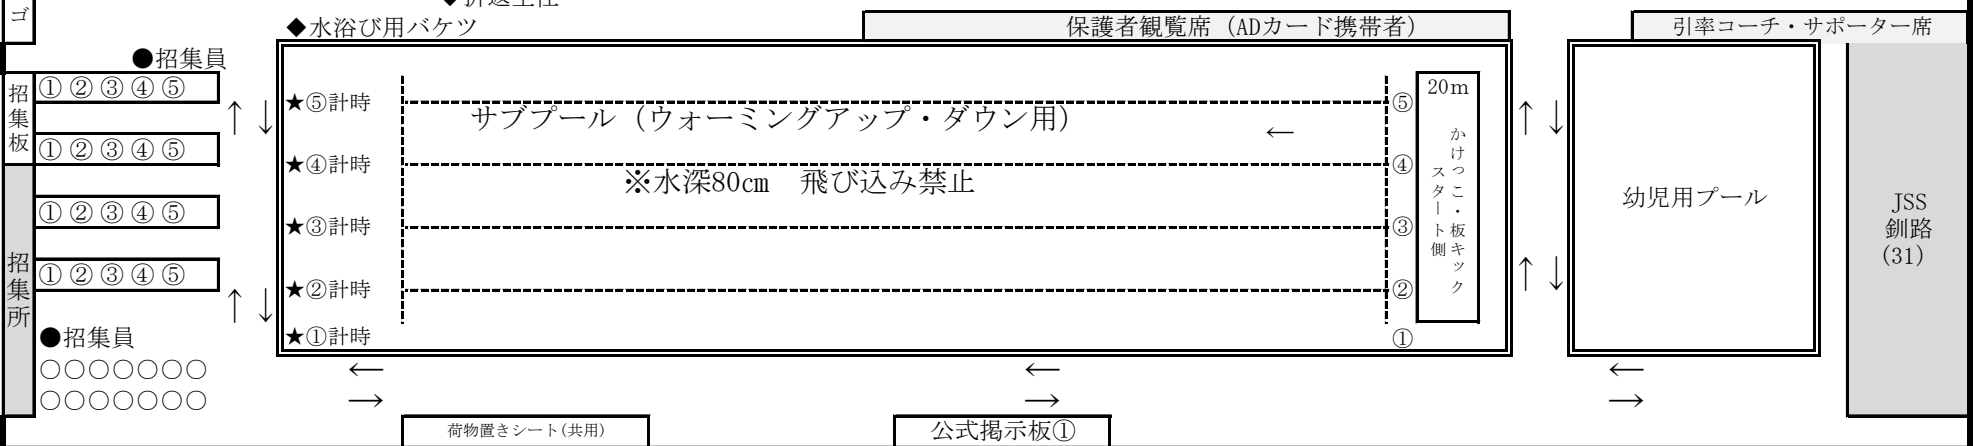 ゴ
◆水浴び用バケツ
保護者観覧席（ADカード携帯者）
引率コーチ・サポーター席
●招集員
招集板
①②③④⑤
①②③④⑤
①②③④⑤
①②③④⑤
招集所
●招集員
○○○○○○○
○○○○○○○
↑ ↓
↑ ↓
★⑤計時
★④計時
★③計時
★②計時
★①計時
サブプール（ウォーミングアップ・ダウン用）
←
※水深80cm　飛び込み禁止
⑤
④
③
②
①
20m
かけっこ・板キック
スタート側
↑ ↓
↑ ↓
幼児用プール
JSS
釧路
(31)
← ← ←
→ → →
荷物置きシート(共用)
公式掲示板①